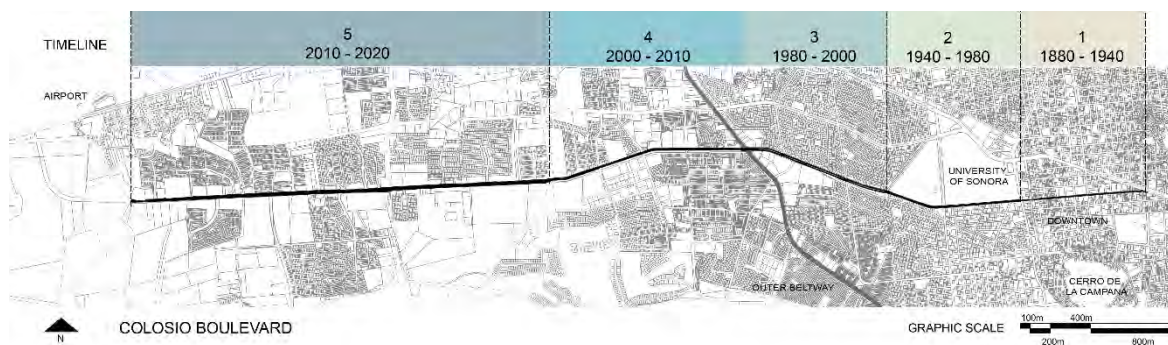 TIMELINE
5
2010 - 2020
4
2000 - 2010
3
1980 - 2000
2
1940 - 1980
1
1880 - 1940
AIRPORT
UNIVERSITY
OF SONORA
DOWNTOWN
OUTER BELTWAY
CERRO DE
LA CAMPANA
N
COLOSIO BOULEVARD
GRAPHIC SCALE
100m
400m
200m
800m